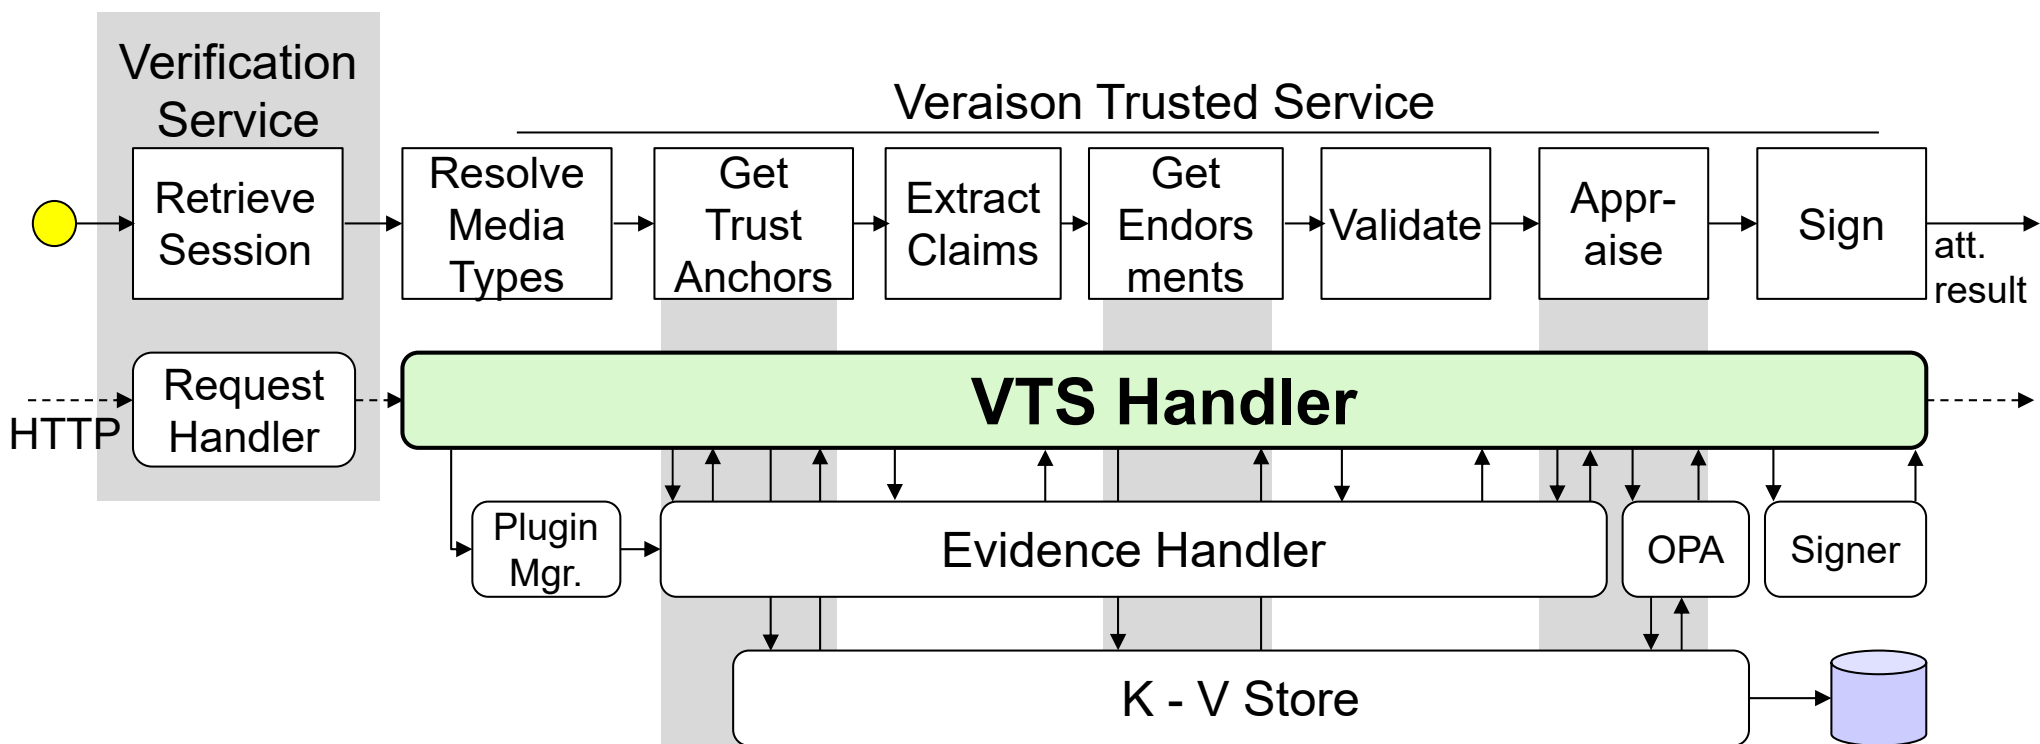 Verification
Service
Veraison Trusted Service
Retrieve
Session
Resolve
Media
Types
Get
Trust
Anchors
Extract
Claims
Get
Endors
ments
Validate
Appr-
aise
Sign
att.
result
HTTP
Request
Handler
VTS Handler
Plugin
Mgr.
Evidence Handler
OPA
Signer
K - V Store